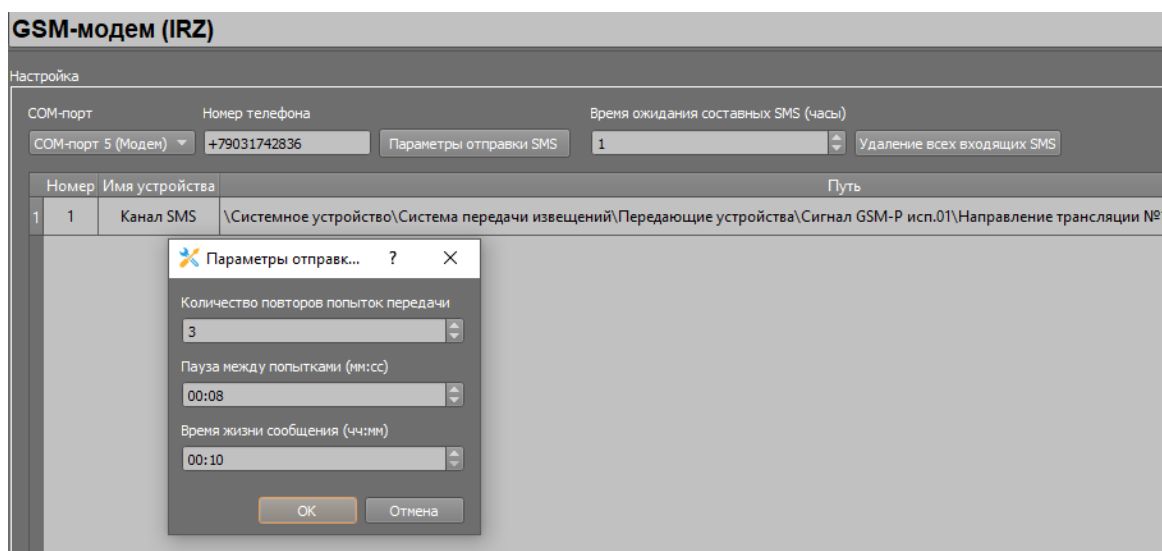 GSM-модем (IRZ)
Настройка
COM-порт Номер телефона Время ожидания составных SMS (часы)
COM-порт 5 (Модем) +79031742836 Параметры отправки SMS 1 Удаление всех входящих SMS
Номер Имя устройства Путь
1 1 Канал SMS \Системное устройство\Система передачи извещений\Передающие устройства\Сигнал GSM-P исп.01\Направление трансляции №
Параметры отправк... ?
Количество повторов попыток передачи
3
Пауза между попытками (мм:сс)
00:08
Время жизни сообщения (чч:мм)
00:10
OK Отмена